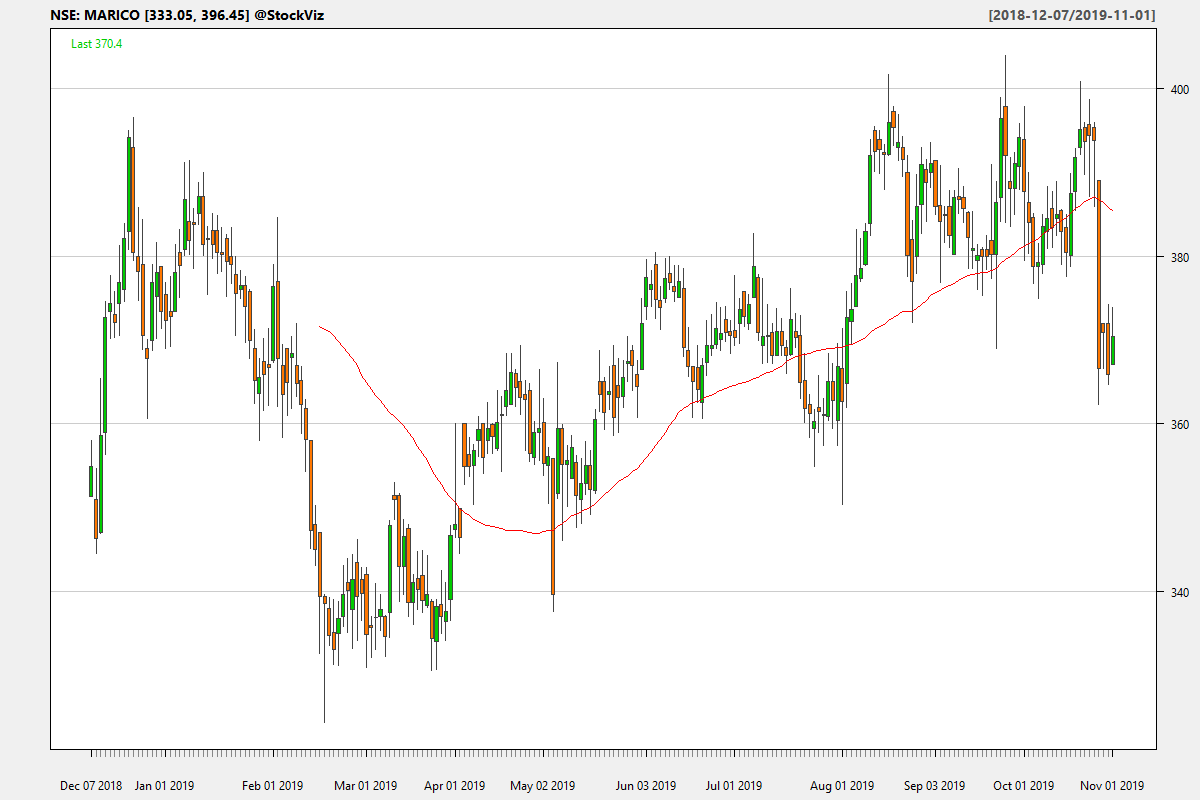 NSE: MARICO [333.05, 396.45] @StockViz
[2018-12-07/2019-11-01]
Last 370.4
400
380
360
340
Dec 07 2018 Jan 01 2019 Feb 01 2019 Mar 01 2019 Apr 01 2019 May 02 2019 Jun 03 2019 Jul 01 2019 Aug 01 2019 Sep 03 2019 Oct 01 2019 Nov 01 2019